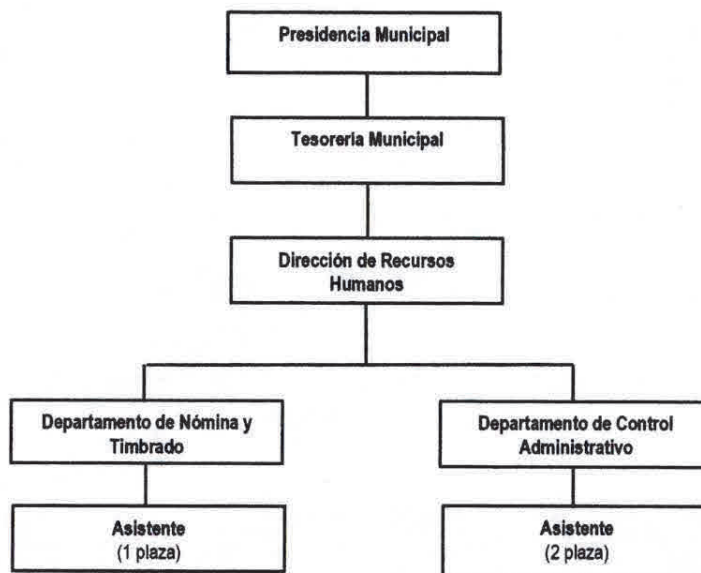 Presidencia Municipal
Tesorería Municipal
Dirección de Recursos
Humanos
Departamento de Nómina y
Timbrado
Departamento de Control
Administrativo
Asistente
(1 plaza)
Asistente
(2 plaza)